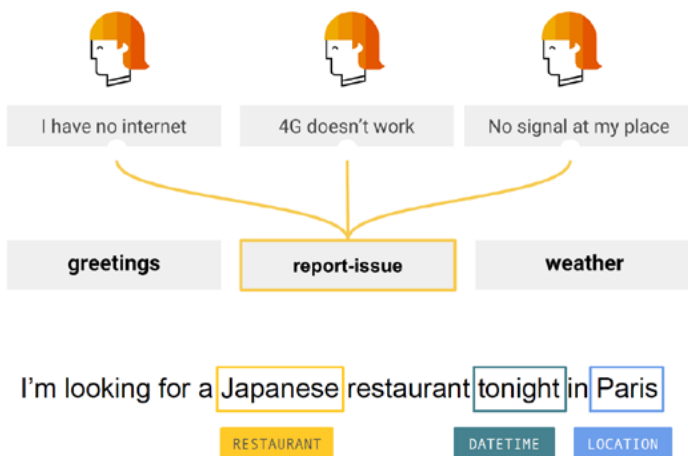 I have no internet
4G doesn’t work
No signal at my place
greetings
report-issue
weather
I’m looking for a Japanese restaurant tonight in Paris
RESTAURANT
DATETIME
LOCATION